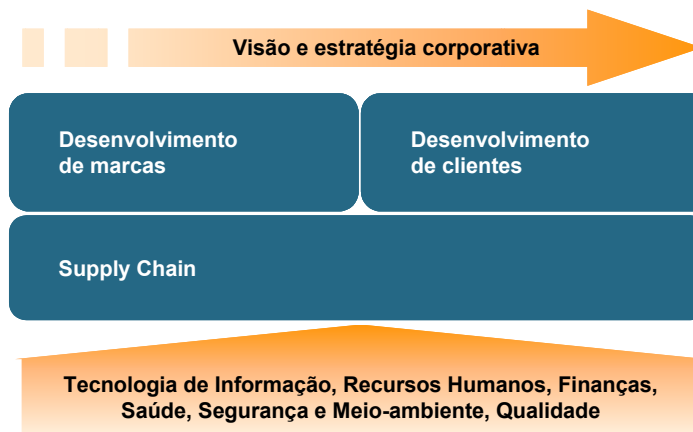 Visão e estratégia corporativa
Desenvolvimento
de marcas
Desenvolvimento
de clientes
Supply Chain
Tecnologia de Informação, Recursos Humanos, Finanças,
Saúde, Segurança e Meio-ambiente, Qualidade